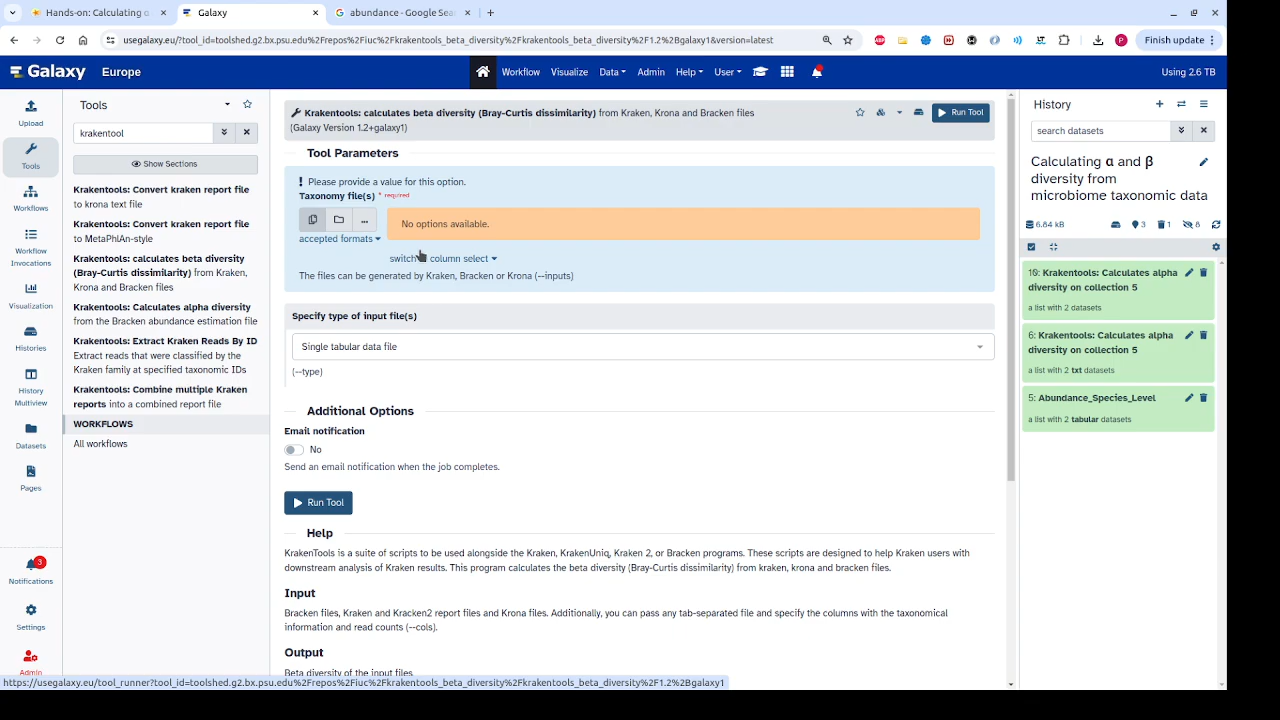 Hands-on: Calculating α
Galaxy
abundance - Google Sea
usegalaxy.eu/?tool_id=toolshed.g2.bx.psu.edu%2Frepos%2Fiuc%2Fkrakentools_beta_diversity%2Fkrakentools_beta_diversity%2F1.2%2Bgalaxy1&version=latest
Finish update
Galaxy Europe
Workflow Visualize Data Admin Help User
Using 2.6 TB
Upload
Tools
Workflows
Workflow
Invocations
Visualization
Histories
History
Multiview
Datasets
Pages
3
Notifications
Settings
Admin
Tools
krakentool
Show Sections
Krakentools: Convert kraken report file
to krona text file
Krakentools: Convert kraken report file
to MetaPhlAn-style
Krakentools: calculates beta diversity
(Bray-Curtis dissimilarity) from Kraken,
Krona and Bracken files
Krakentools: Calculates alpha diversity
from the Bracken abundance estimation file
Krakentools: Extract Kraken Reads By ID
Extract reads that were classified by the
Kraken family at specified taxonomic IDs
Krakentools: Combine multiple Kraken
reports into a combined report file
WORKFLOWS
All workflows
Krakentools: calculates beta diversity (Bray-Curtis dissimilarity) from Kraken, Krona and Bracken files
(Galaxy Version 1.2+galaxy1)
Run Tool
Tool Parameters
Please provide a value for this option.
Taxonomy file(s) * required
No options available.
accepted formats
switch column select
The files can be generated by Kraken, Bracken or Krona (--inputs)
Specify type of input file(s)
Single tabular data file
(--type)
Additional Options
Email notification
No
Send an email notification when the job completes.
Run Tool
Help
KrakenTools is a suite of scripts to be used alongside the Kraken, KrakenUniq, Kraken 2, or Bracken programs. These scripts are designed to help Kraken users with
downstream analysis of Kraken results. This program calculates the beta diversity (Bray-Curtis dissimilarity) from kraken, krona and bracken files.
Input
Bracken files, Kraken and Kracken2 report files and Krona files. Additionally, you can pass any tab-separated file and specify the columns with the taxonomical
information and read counts (--cols).
Output
Beta diversity of the input files
History
search datasets
Calculating α and β
diversity from
microbiome taxonomic data
6.84 kB
3
1
8
10: Krakentools: Calculates alpha
diversity on collection 5
a list with 2 datasets
6: Krakentools: Calculates alpha
diversity on collection 5
a list with 2 txt datasets
5: Abundance_Species_Level
a list with 2 tabular datasets
https://usegalaxy.eu/tool_runner?tool_id=toolshed.g2.bx.psu.edu%2Frepos%2Fiuc%2Fkrakentools_beta_diversity%2Fkrakentools_beta_diversity%2F1.2%2Bgalaxy1